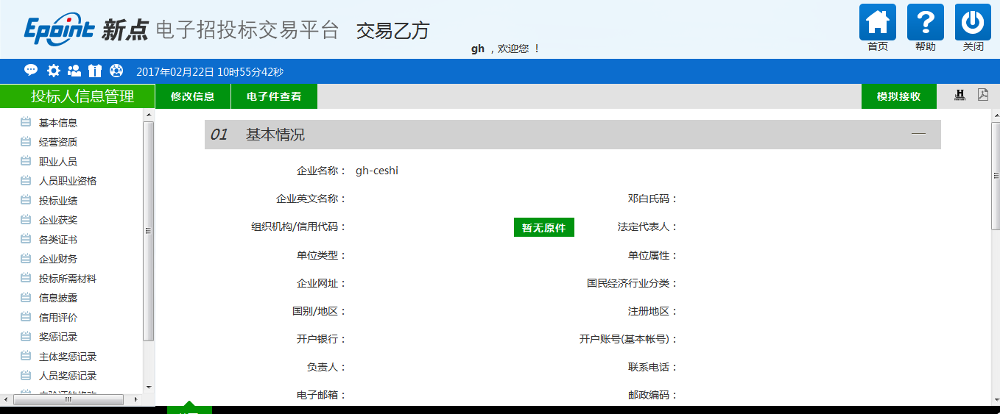 Epoint 新点 电子招投标交易平台 交易乙方
gh ，欢迎您 ！
首页 帮助 关闭
2017年02月22日 10时55分42秒
投标人信息管理
修改信息 电子件查看 模拟接收
基本信息
经营资质
职业人员
人员职业资格
投标业绩
企业获奖
各类证书
企业财务
投标所需材料
信息披露
信用评价
奖惩记录
主体奖惩记录
人员奖惩记录
01 基本情况
企业名称： gh-ceshi
企业英文名称： 邓白氏码：
组织机构/信用代码： 暂无原件 法定代表人：
单位类型： 单位属性：
企业网址： 国民经济行业分类：
国别/地区： 注册地区：
开户银行： 开户账号(基本帐号)：
负责人： 联系电话：
电子邮箱： 邮政编码：